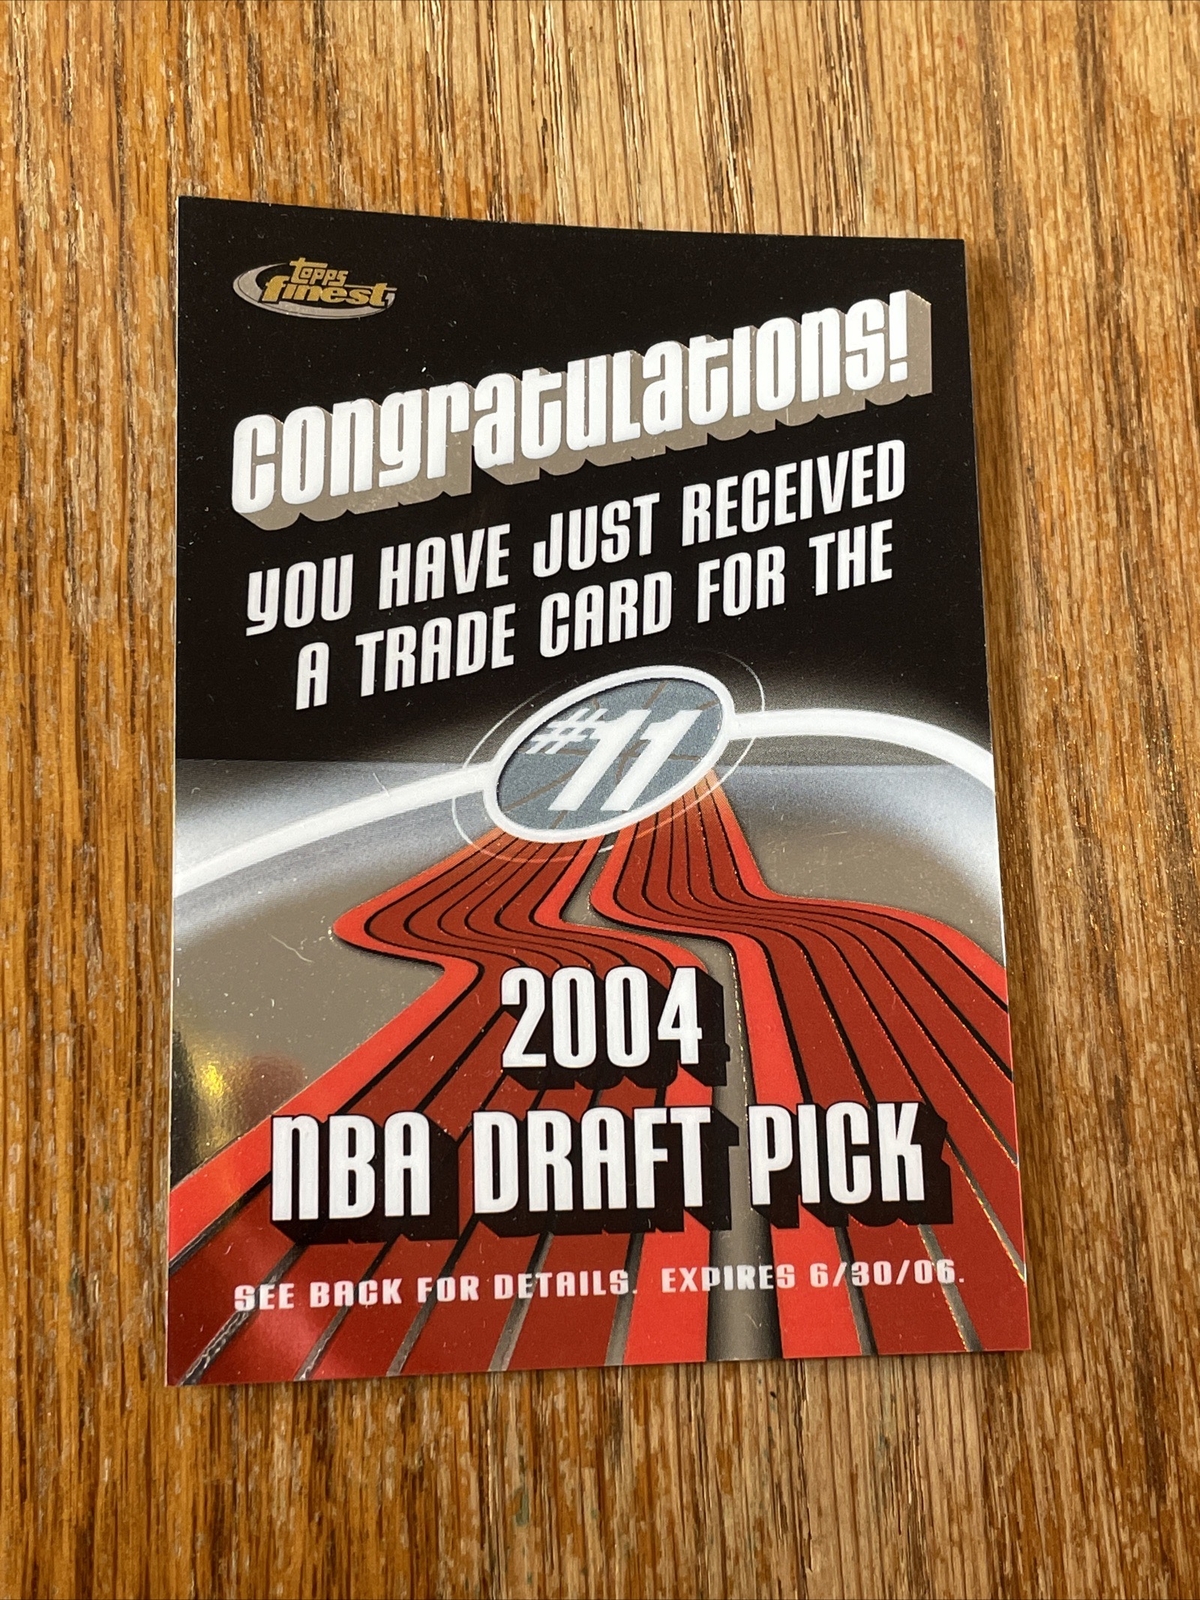 topps
finest
Congratulations!
YOU HAVE JUST RECEIVED
A TRADE CARD FOR THE
#11
2004
NBA DRAFT PICK
SEE BACK FOR DETAILS. EXPIRES 6/30/06.